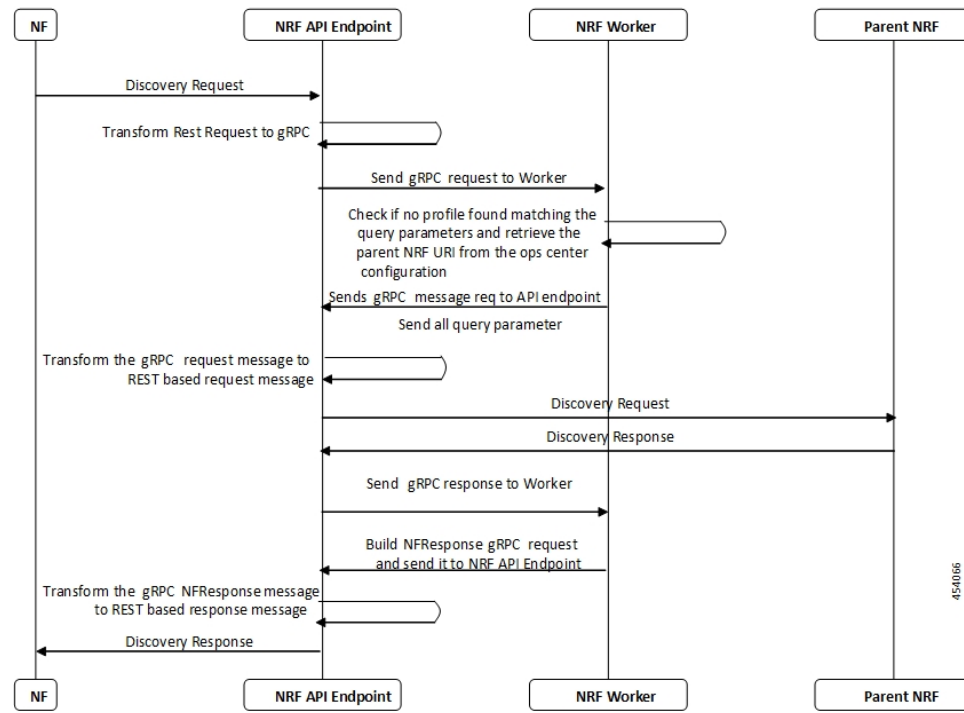 NF
NRF API Endpoint
NRF Worker
Parent NRF
Discovery Request
Transform Rest Request to gRPC
Send gRPC request to Worker
Check if no profile found matching the
query parameters and retrieve the
parent NRF URI from the ops center
configuration
Sends gRPC message req to API endpoint
Send all query parameter
Transform the gRPC request message to
REST based request message
Discovery Request
Discovery Response
Send gRPC response to Worker
Build NFResponse gRPC request
and send it to NRF API Endpoint
Transform the gRPC NFResponse message
to REST based response message
Discovery Response
454066
NF
NRF API Endpoint
NRF Worker
Parent NRF